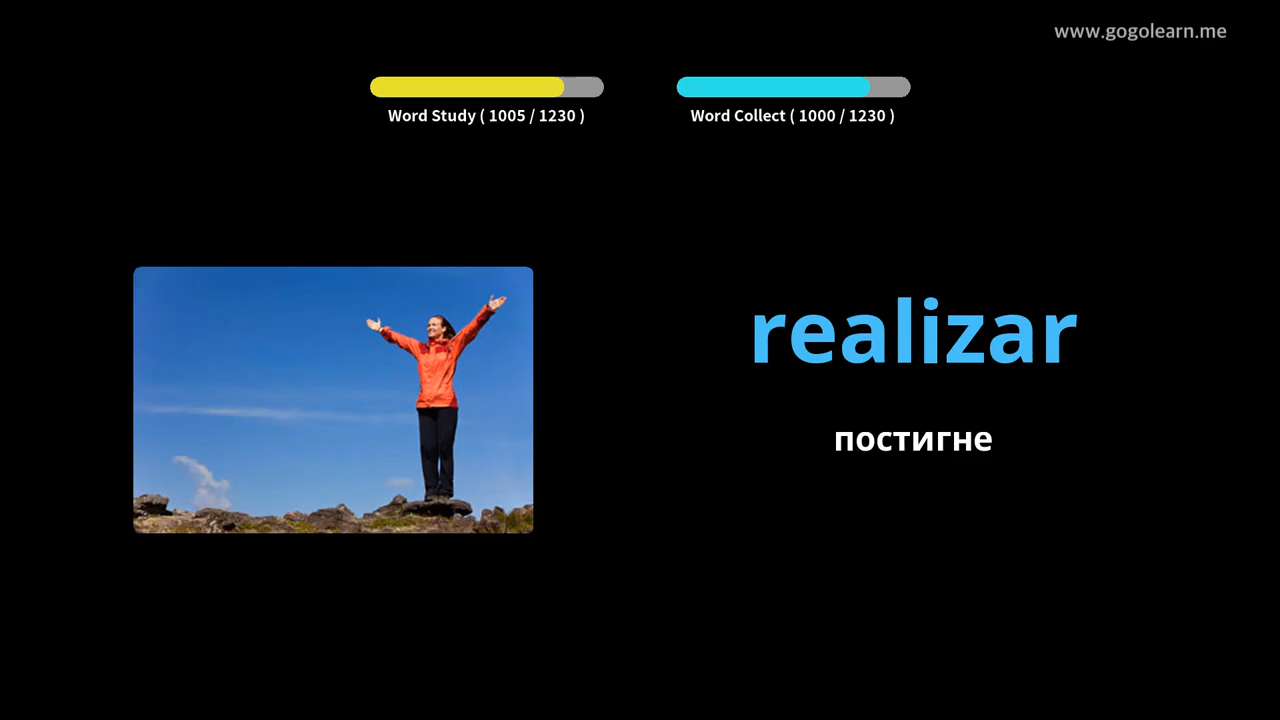 www.gogolearn.me
Word Study ( 1005 / 1230 )
Word Collect ( 1000 / 1230 )
realizar
постигне